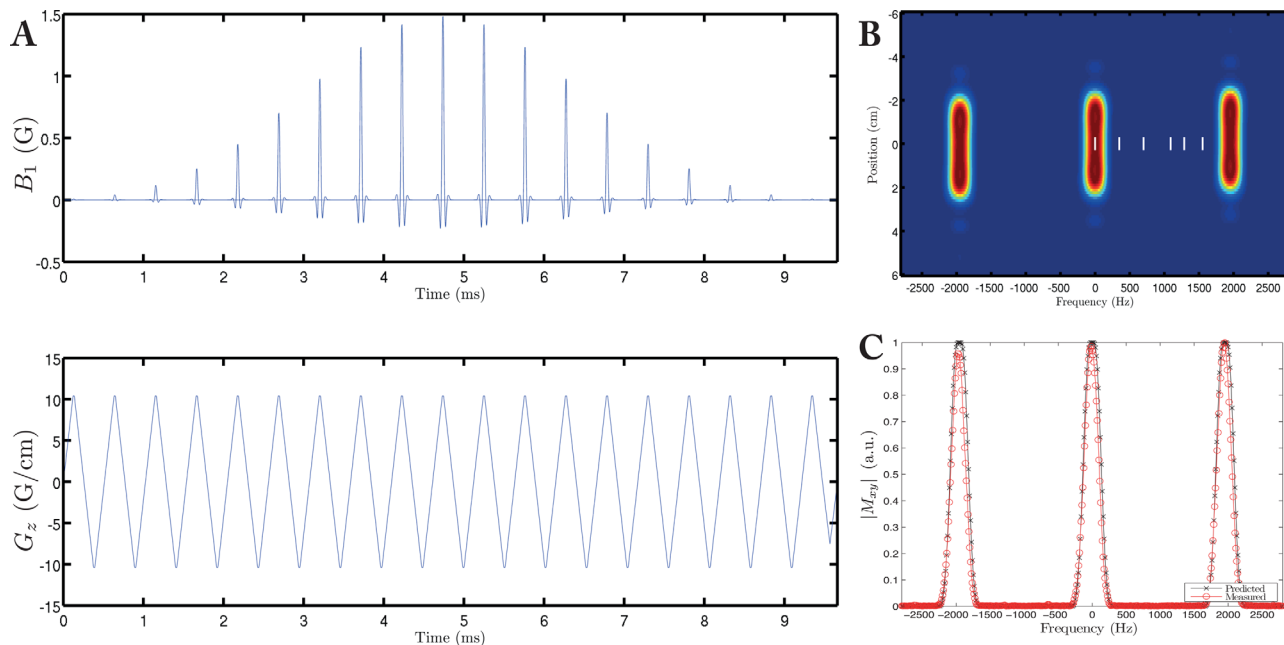 A
B₁ (G)
1.5
1
0.5
0
-0.5
0 1 2 3 4 5 6 7 8 9
Time (ms)
G_z (G/cm)
15
10
5
0
-5
-10
-15
0 1 2 3 4 5 6 7 8 9
Time (ms)
B
Position (cm)
-6
-4
-2
0
2
4
6
-2500 -2000 -1500 -1000 -500 0 500 1000 1500 2000 2500
Frequency (Hz)
C
|M_xy| (a.u.)
1
0.9
0.8
0.7
0.6
0.5
0.4
0.3
0.2
0.1
0
Predicted
Measured
-2500 -2000 -1500 -1000 -500 0 500 1000 1500 2000 2500
Frequency (Hz)